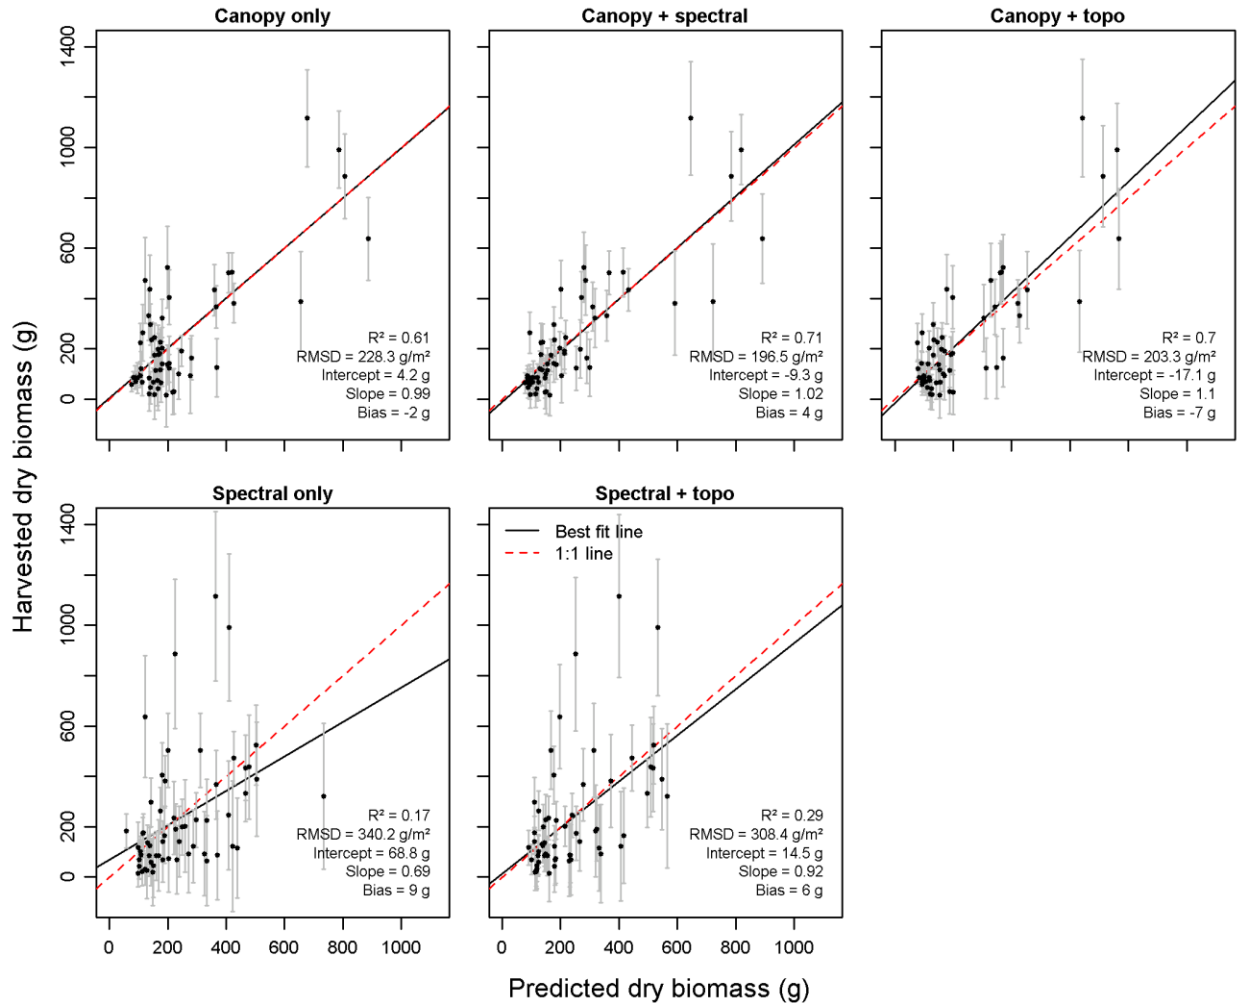 Canopy only
Canopy + spectral
Canopy + topo
1400
1000
600
200
0
R² = 0.61
RMSD = 228.3 g/m²
Intercept = 4.2 g
Slope = 0.99
Bias = -2 g
R² = 0.71
RMSD = 196.5 g/m²
Intercept = -9.3 g
Slope = 1.02
Bias = 4 g
R² = 0.7
RMSD = 203.3 g/m²
Intercept = -17.1 g
Slope = 1.1
Bias = -7 g
Harvested dry biomass (g)
Spectral only
Spectral + topo
1400
1000
600
200
0
Best fit line
1:1 line
R² = 0.17
RMSD = 340.2 g/m²
Intercept = 68.8 g
Slope = 0.69
Bias = 9 g
R² = 0.29
RMSD = 308.4 g/m²
Intercept = 14.5 g
Slope = 0.92
Bias = 6 g
0 200 400 600 800 1000
0 200 400 600 800 1000
Predicted dry biomass (g)